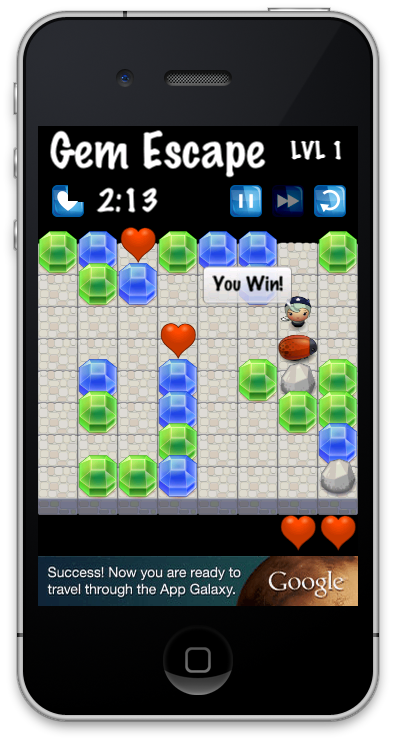 Gem Escape
LVL 1
2:13
You Win!
Success! Now you are ready to
travel through the App Galaxy.
Google